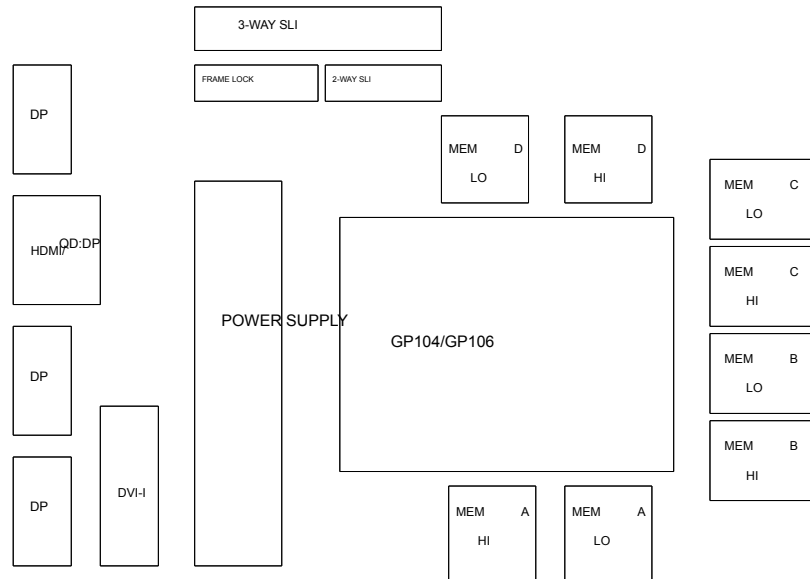 3-WAY SLI
FRAME LOCK
2-WAY SLI
DP
MEM D
LO
MEM D
HI
MEM C
LO
HDMI/
QD:DP
MEM C
HI
POWER SUPPLY
GP104/GP106
MEM B
LO
DP
MEM B
HI
DVI-I
DP
MEM A
HI
MEM A
LO